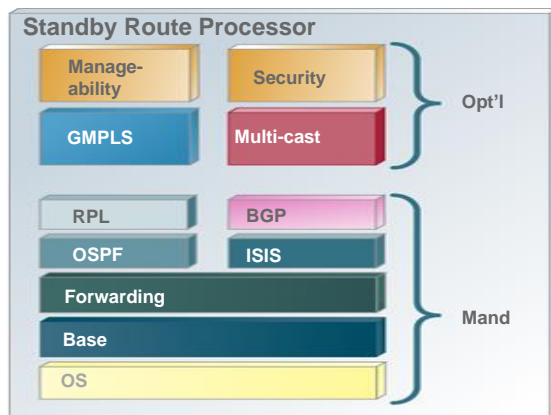 Standby Route Processor
Manage-
ability
Security
Opt'l
GMPLS
Multi-cast
RPL
BGP
OSPF
ISIS
Forwarding
Mand
Base
OS